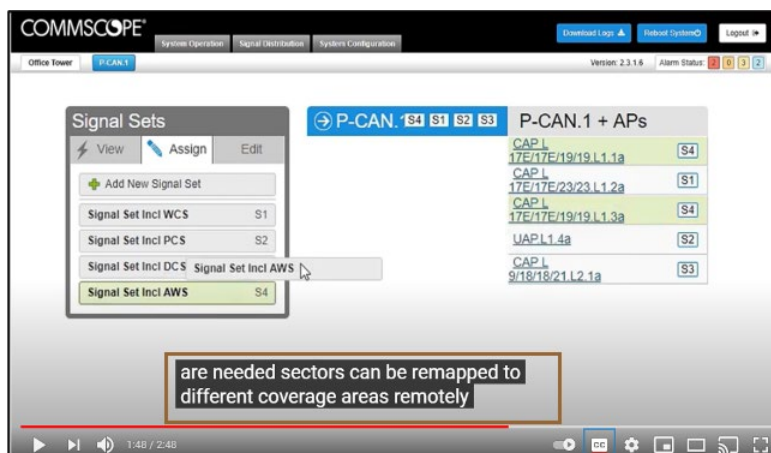 COMMSCOPE®
System Operation Signal Distribution System Configuration
Download Logs Reboot System Logout
Office Tower P-CAN.1 Version: 2.3.1.6 Alarm Status: 2 0 3 2
Signal Sets
View Assign Edit
Add New Signal Set
Signal Set Incl WCS S1
Signal Set Incl PCS S2
Signal Set Incl DCS Signal Set Incl AWS
Signal Set Incl AWS S4
P-CAN.1 S4 S1 S2 S3
P-CAN.1 + APs
CAP L
17E/17E/19/19.L1.1a S4
CAP L
17E/17E/23/23.L1.2a S1
CAP L
17E/17E/19/19.L1.3a S4
UAP.L1.4a S2
CAP L
9/18/18/21.L2.1a S3
are needed sectors can be remapped to
different coverage areas remotely
1:48 / 2:48
CC